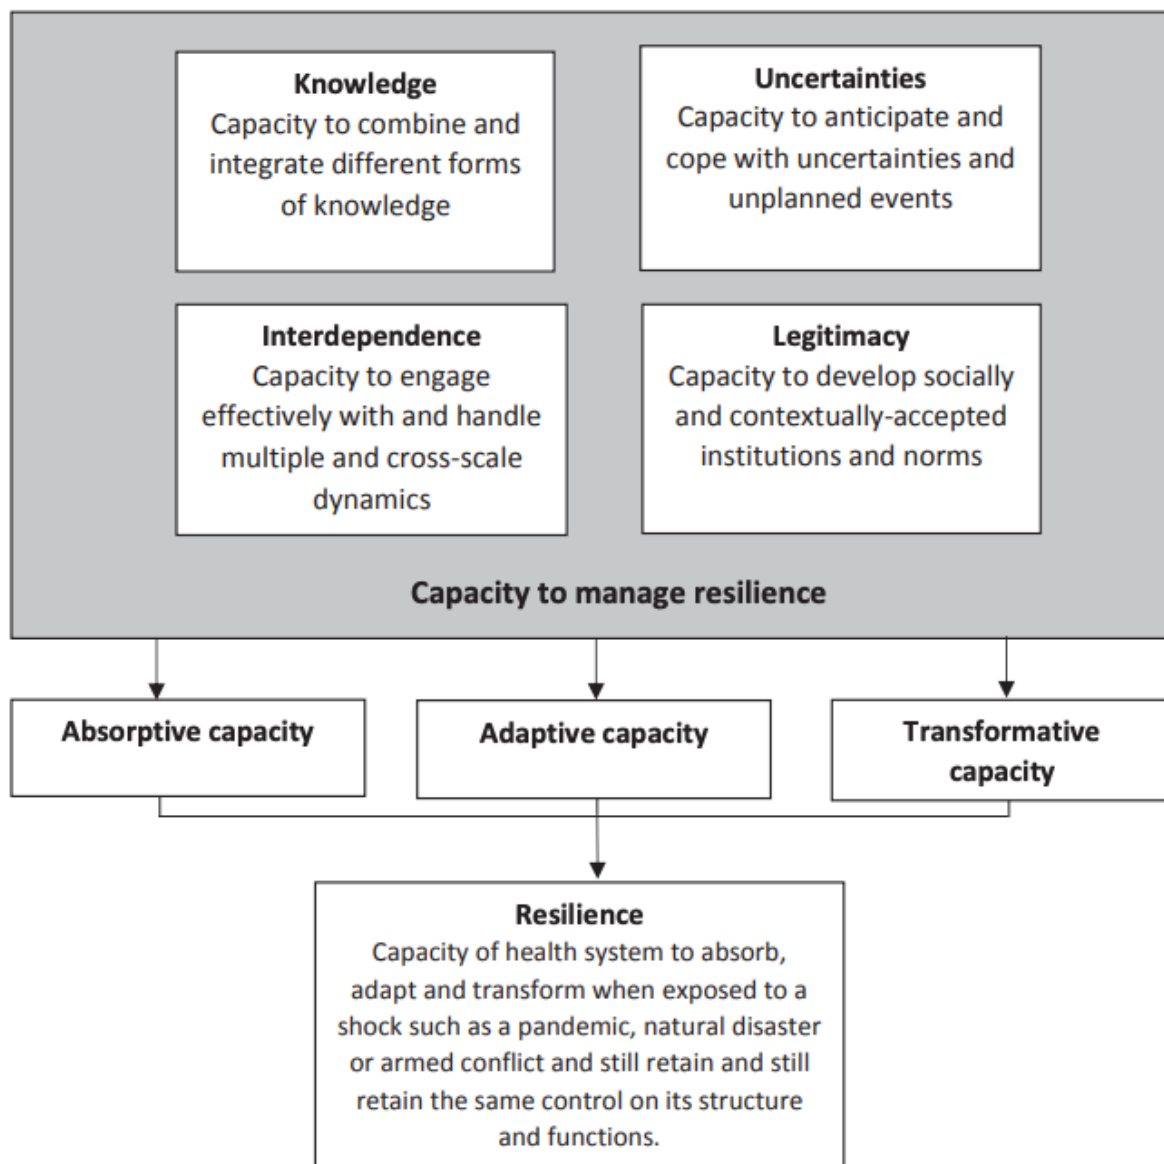 Knowledge
Capacity to combine and
integrate different forms
of knowledge
Uncertainties
Capacity to anticipate and
cope with uncertainties and
unplanned events
Interdependence
Capacity to engage
effectively with and handle
multiple and cross-scale
dynamics
Legitimacy
Capacity to develop socially
and contextually-accepted
institutions and norms
Capacity to manage resilience
Absorptive capacity
Adaptive capacity
Transformative
capacity
Resilience
Capacity of health system to absorb,
adapt and transform when exposed to a
shock such as a pandemic, natural disaster
or armed conflict and still retain and still
retain the same control on its structure
and functions.